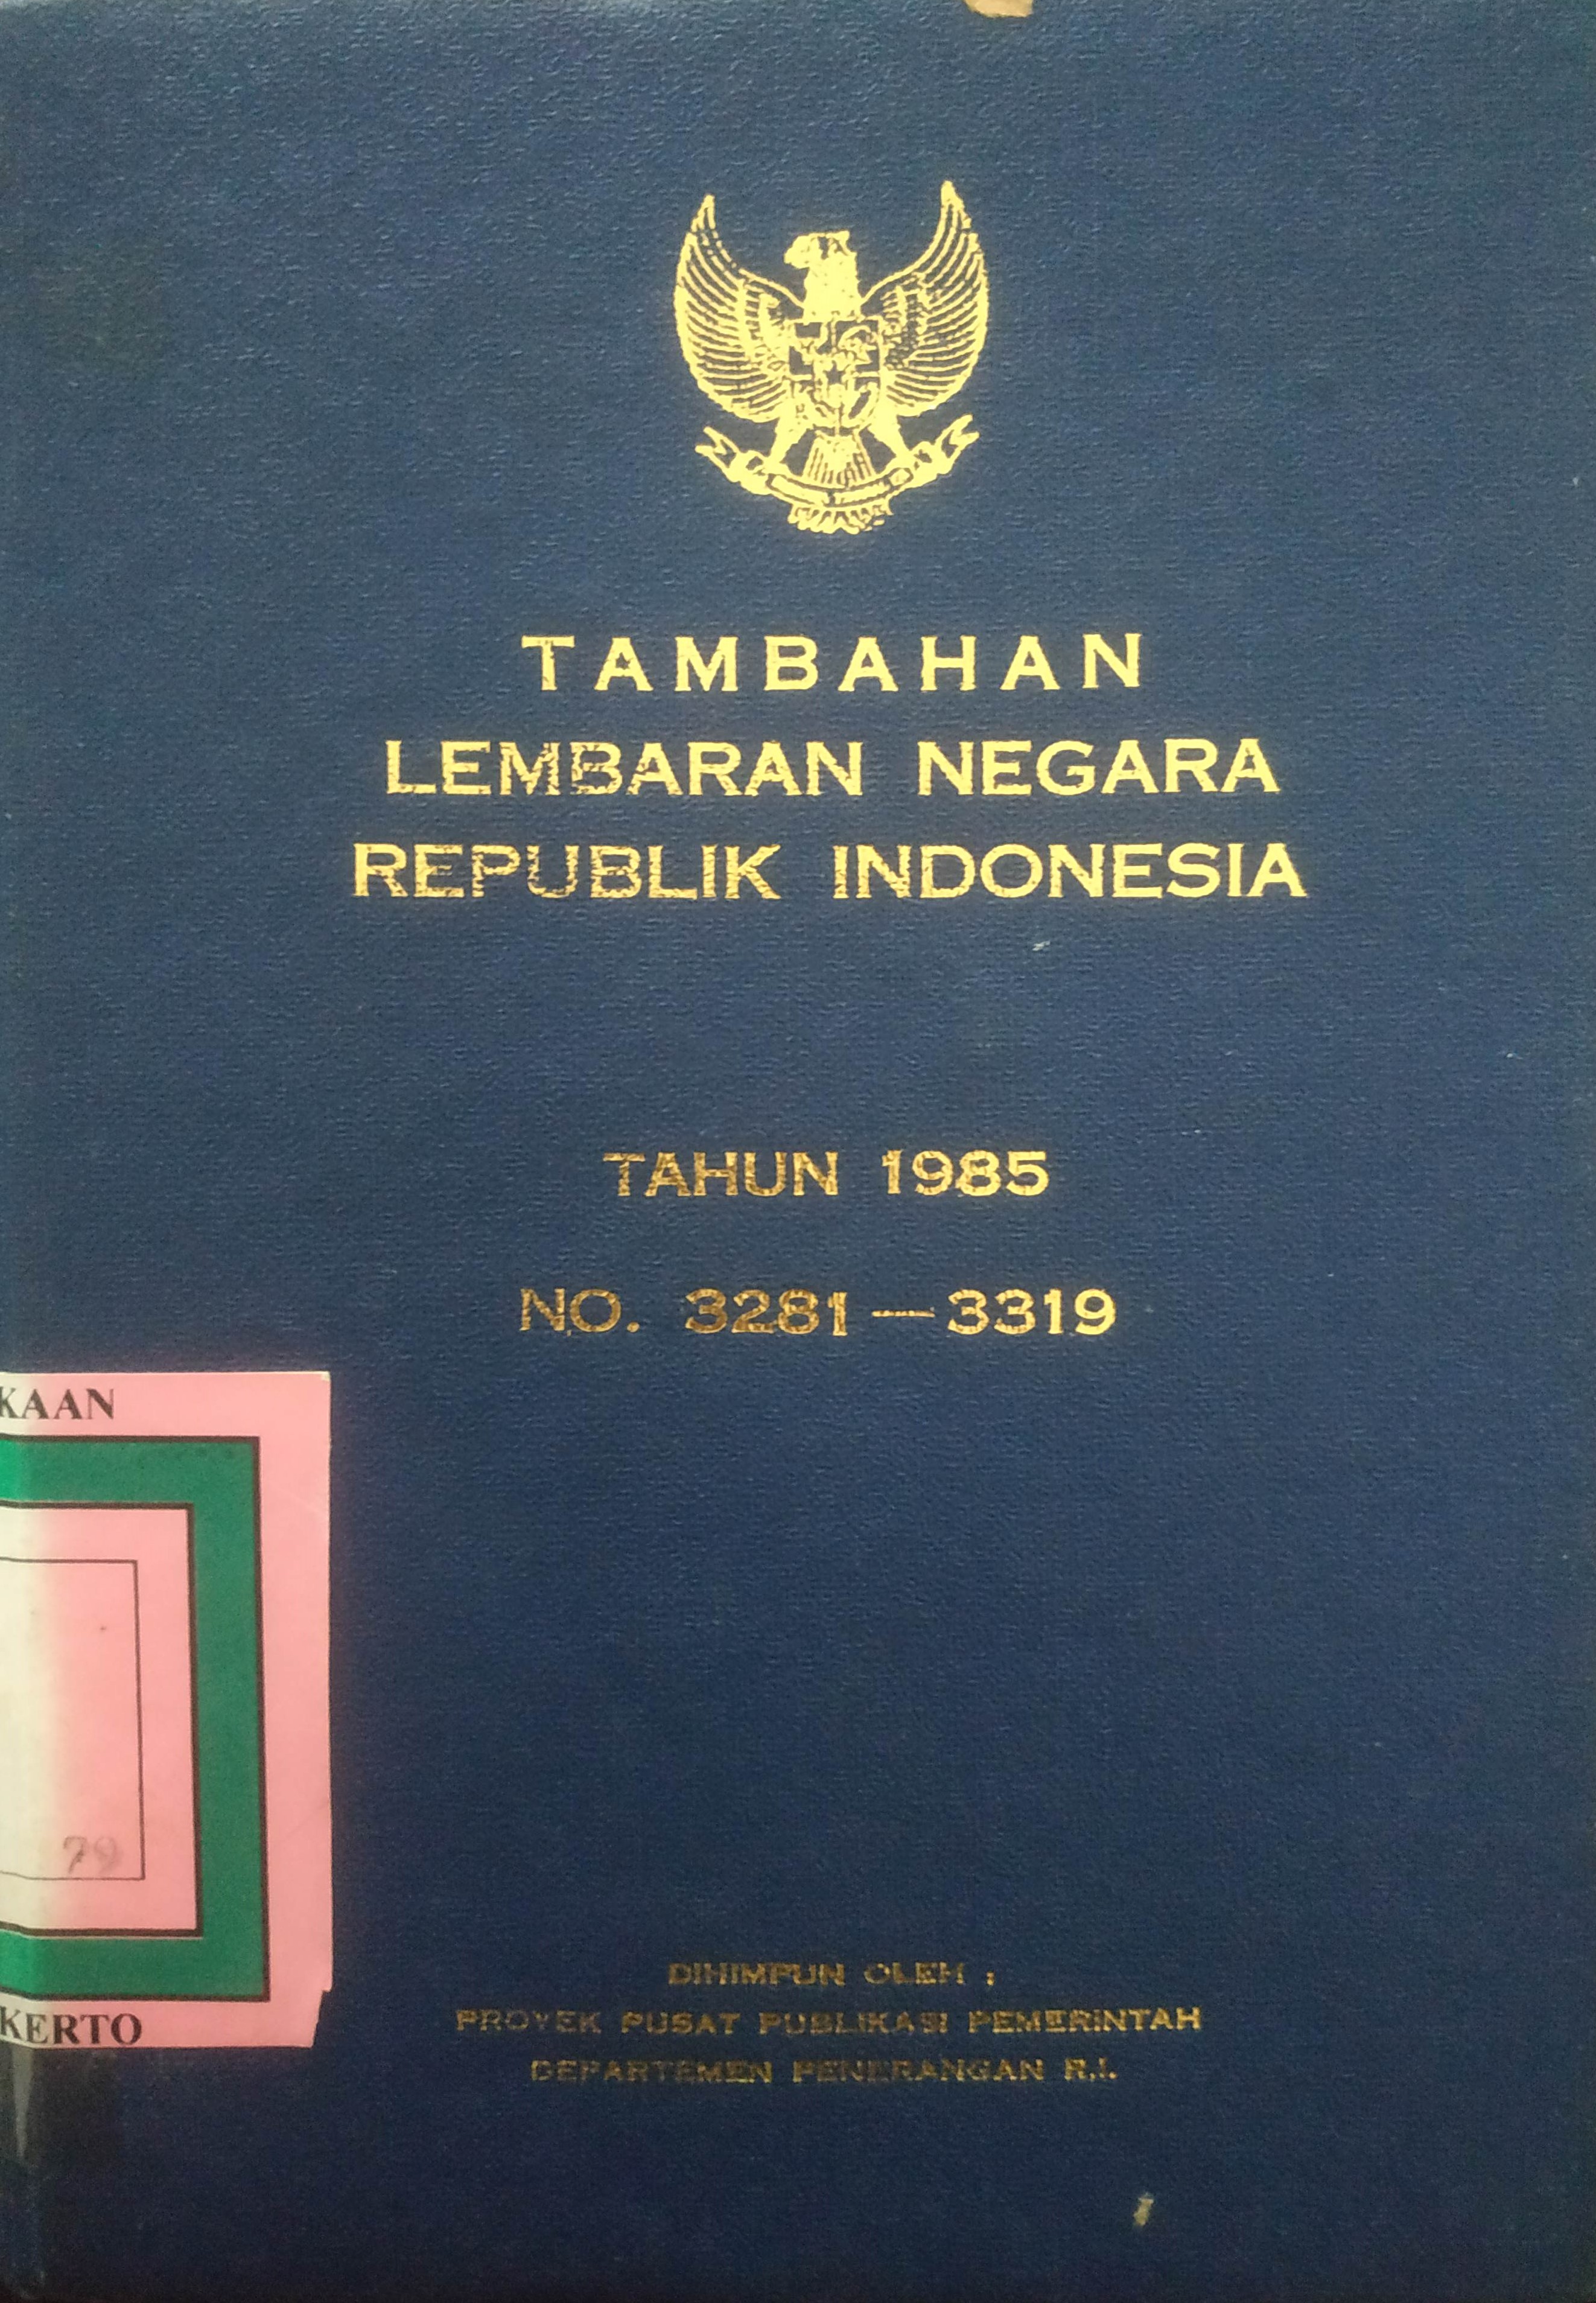 TAMBAHAN
LEMBARAN NEGARA
REPUBLIK INDONESIA
TAHUN 1985
NO. 3281 — 3319
KAAN
79
KERTO
DIHIMPUN OLEH :
PROYEK PUSAT PUBLIKASI PEMERINTAH
DEPARTEMEN PENERANGAN R.I.